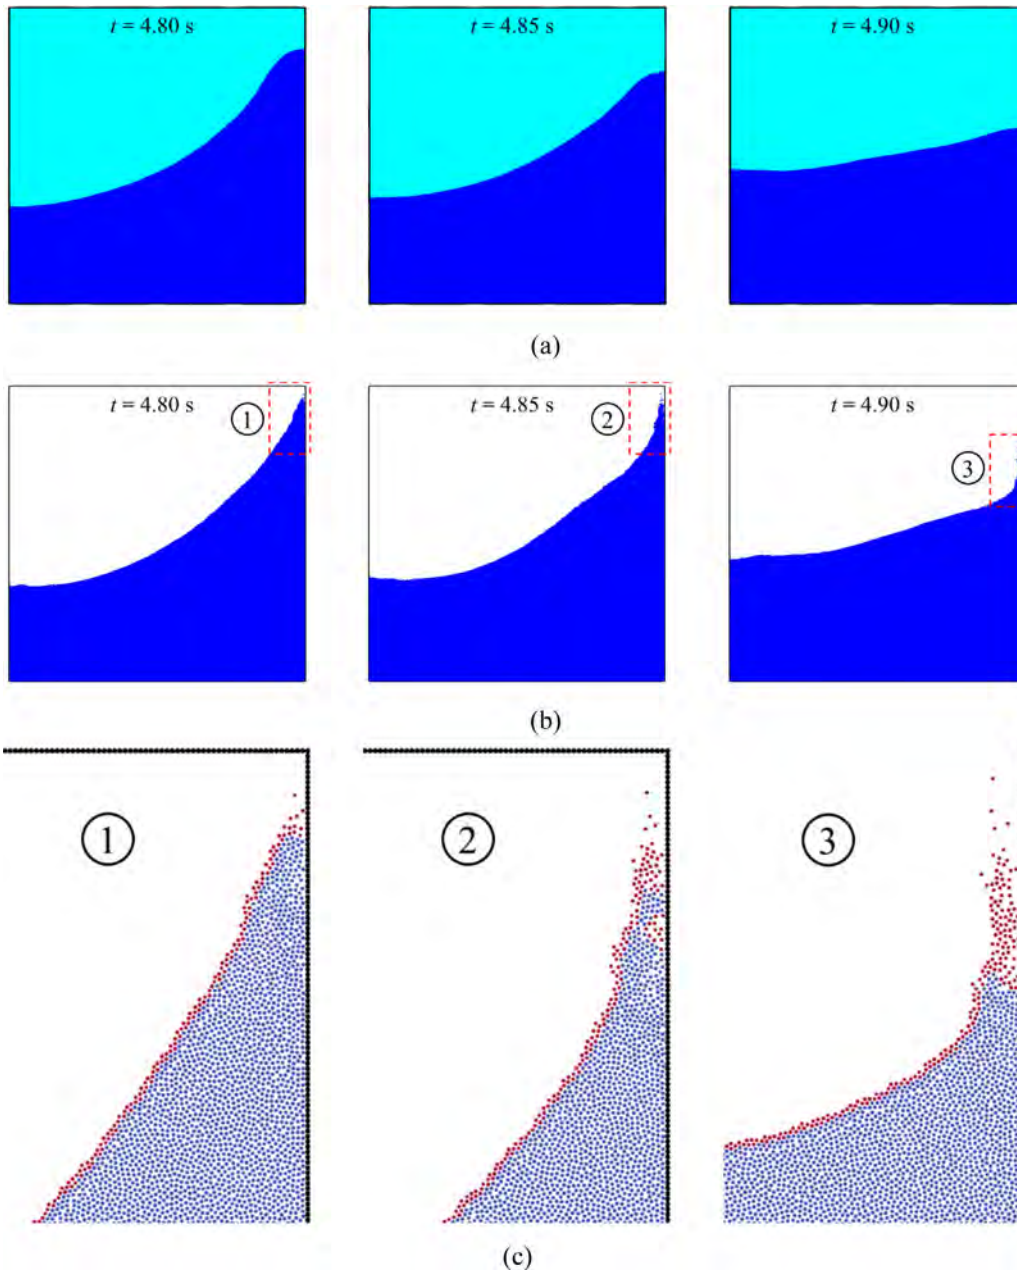 t = 4.80 s t = 4.85 s t = 4.90 s
(a)
t = 4.80 s t = 4.85 s t = 4.90 s
1 2 3
(b)
1 2 3
(c)